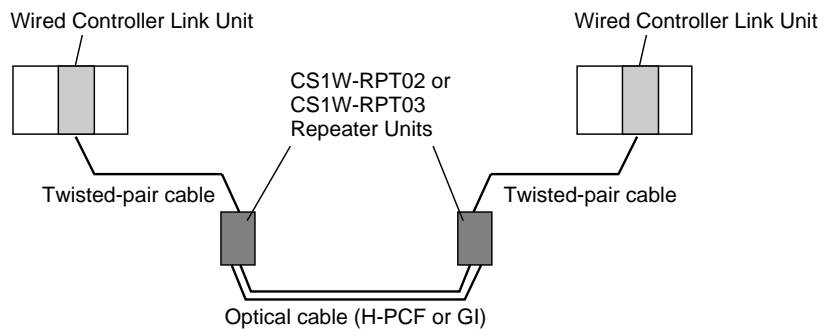 Wired Controller Link Unit
Wired Controller Link Unit
CS1W-RPT02 or
CS1W-RPT03
Repeater Units
Twisted-pair cable
Twisted-pair cable
Optical cable (H-PCF or GI)